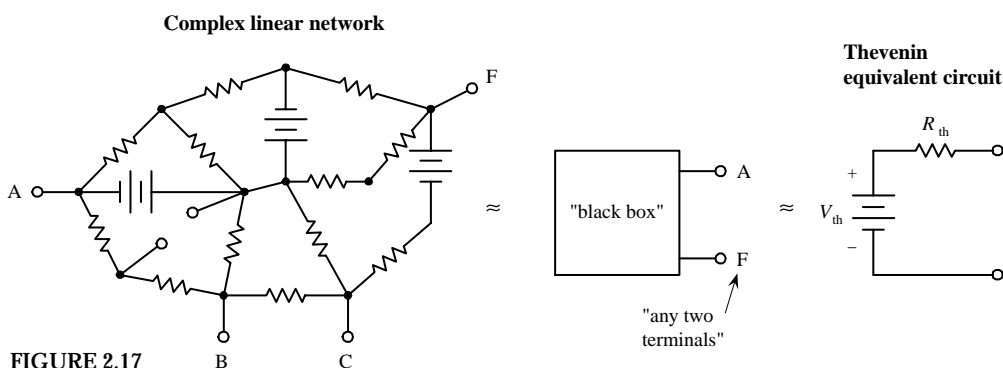 Complex linear network
F
A
B
C
FIGURE 2.17
≈
"black box"
A
F
"any two
terminals"
≈
Thevenin
equivalent circuit
R th
+
V th
−